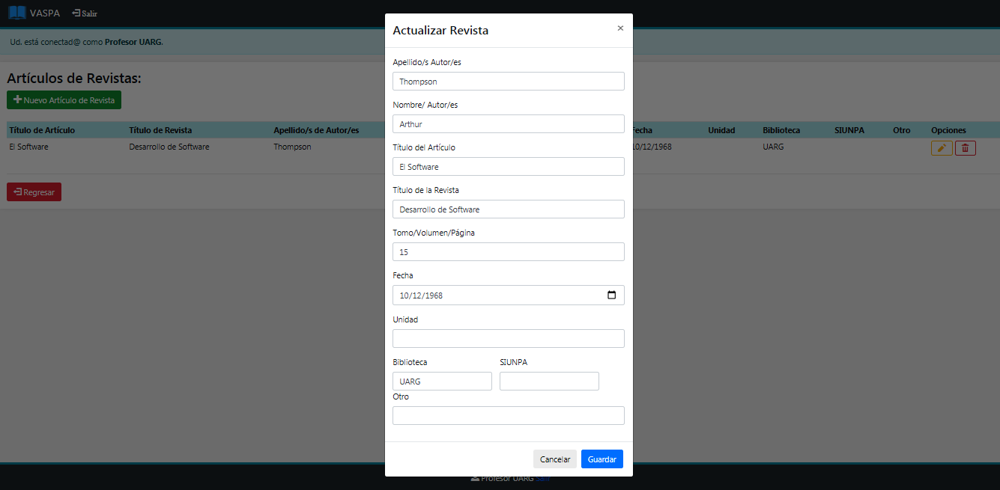 VASPA Salir
Ud. está conectad@ como Profesor UARG.
Artículos de Revistas:
Nuevo Artículo de Revista
Título de Artículo Título de Revista Apellido/s de Autor/es Fecha Unidad Biblioteca SIUNPA Otro Opciones
El Software Desarrollo de Software Thompson 10/12/1968 UARG
Regresar
Actualizar Revista ×
Apellido/s Autor/es
Thompson
Nombre/ Autor/es
Arthur
Título del Artículo
El Software
Título de la Revista
Desarrollo de Software
Tomo/Volumen/Página
15
Fecha
10/12/1968
Unidad
Biblioteca SIUNPA
UARG
Otro
Cancelar Guardar
Profesor UARG Salir